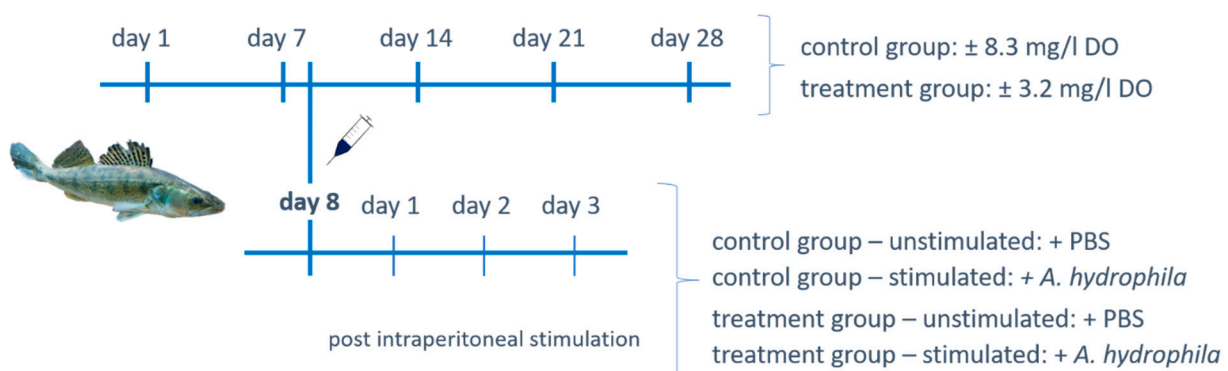 day 1 day 7 day 14 day 21 day 28
control group: ± 8.3 mg/l DO
treatment group: ± 3.2 mg/l DO
day 8 day 1 day 2 day 3
post intraperitoneal stimulation
control group – unstimulated: + PBS
control group – stimulated: + A. hydrophila
treatment group – unstimulated: + PBS
treatment group – stimulated: + A. hydrophila